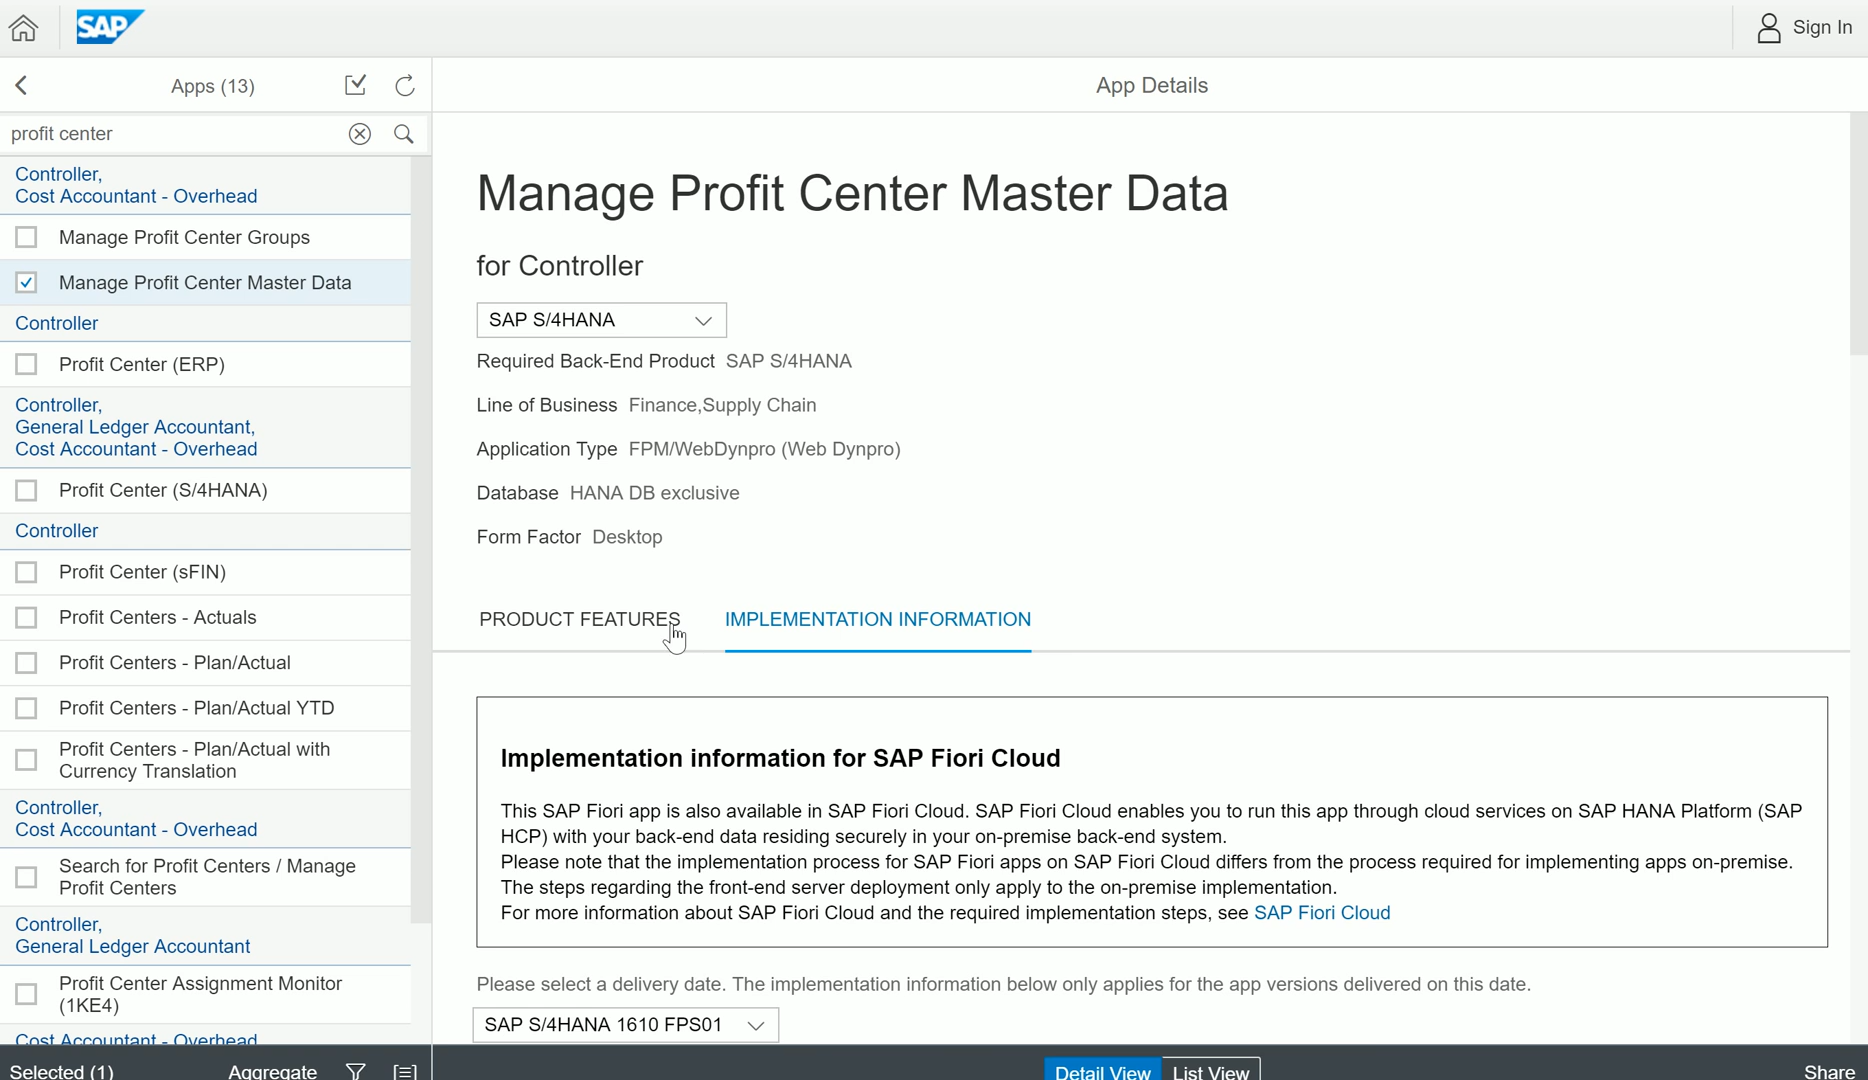 SAP
Sign In
Apps (13)
App Details
profit center
Controller,
Cost Accountant - Overhead
Manage Profit Center Groups
Manage Profit Center Master Data
Controller
Profit Center (ERP)
Controller,
General Ledger Accountant,
Cost Accountant - Overhead
Profit Center (S/4HANA)
Controller
Profit Center (sFIN)
Profit Centers - Actuals
Profit Centers - Plan/Actual
Profit Centers - Plan/Actual YTD
Profit Centers - Plan/Actual with
Currency Translation
Controller,
Cost Accountant - Overhead
Search for Profit Centers / Manage
Profit Centers
Controller,
General Ledger Accountant
Profit Center Assignment Monitor
(1KE4)
Cost Accountant - Overhead
Selected (1)
Aggregate
Manage Profit Center Master Data
for Controller
SAP S/4HANA
Required Back-End Product SAP S/4HANA
Line of Business Finance,Supply Chain
Application Type FPM/WebDynpro (Web Dynpro)
Database HANA DB exclusive
Form Factor Desktop
PRODUCT FEATURES
IMPLEMENTATION INFORMATION
Implementation information for SAP Fiori Cloud
This SAP Fiori app is also available in SAP Fiori Cloud. SAP Fiori Cloud enables you to run this app through cloud services on SAP HANA Platform (SAP
HCP) with your back-end data residing securely in your on-premise back-end system.
Please note that the implementation process for SAP Fiori apps on SAP Fiori Cloud differs from the process required for implementing apps on-premise.
The steps regarding the front-end server deployment only apply to the on-premise implementation.
For more information about SAP Fiori Cloud and the required implementation steps, see SAP Fiori Cloud
Please select a delivery date. The implementation information below only applies for the app versions delivered on this date.
SAP S/4HANA 1610 FPS01
Detail View
List View
Share